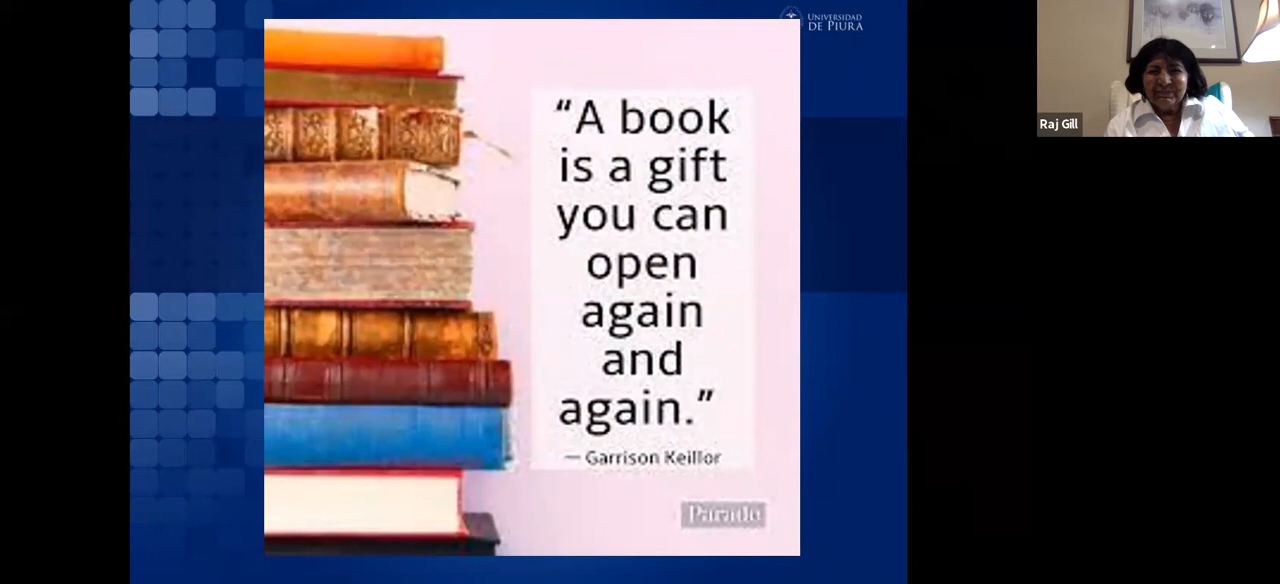 UNIVERSIDAD
DE PIURA
“A book
is a gift
you can
open
again
and
again.”
— Garrison Keillor
Parade
Raj Gill